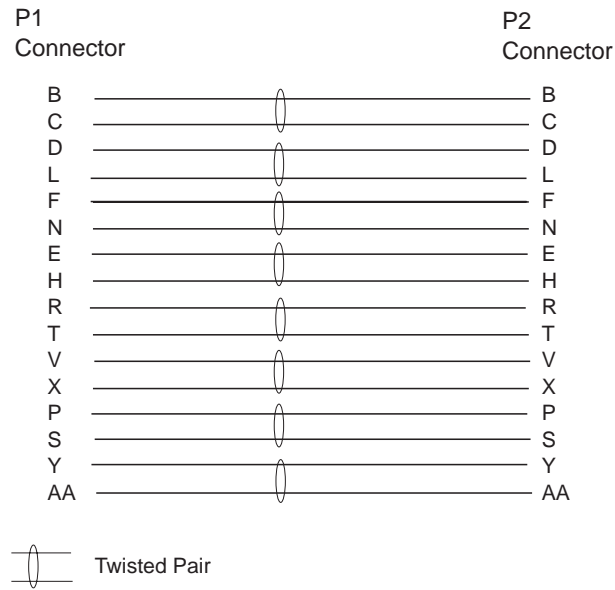 P1 P2
Connector Connector
B B
C C
D D
L L
F F
N N
E E
H H
R R
T T
V V
X X
P P
S S
Y Y
AA AA
Twisted Pair